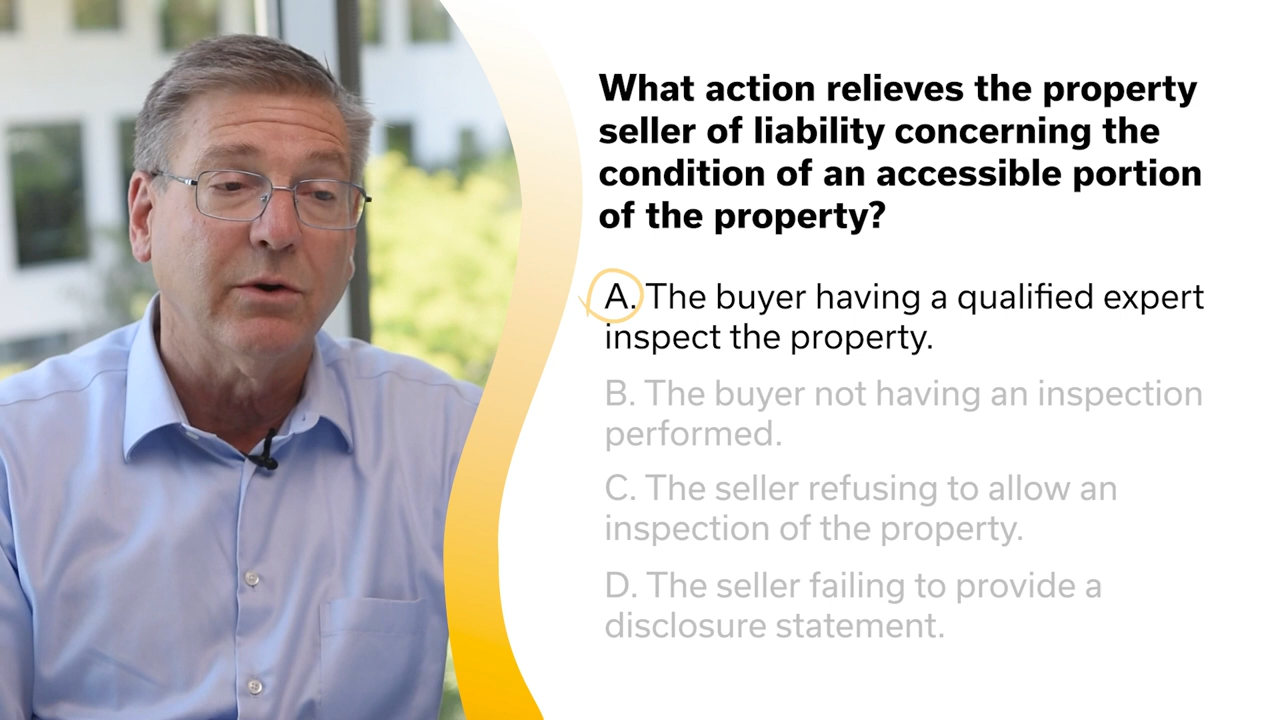 What action relieves the property
seller of liability concerning the
condition of an accessible portion
of the property?
A. The buyer having a qualified expert
inspect the property.
B. The buyer not having an inspection
performed.
C. The seller refusing to allow an
inspection of the property.
D. The seller failing to provide a
disclosure statement.